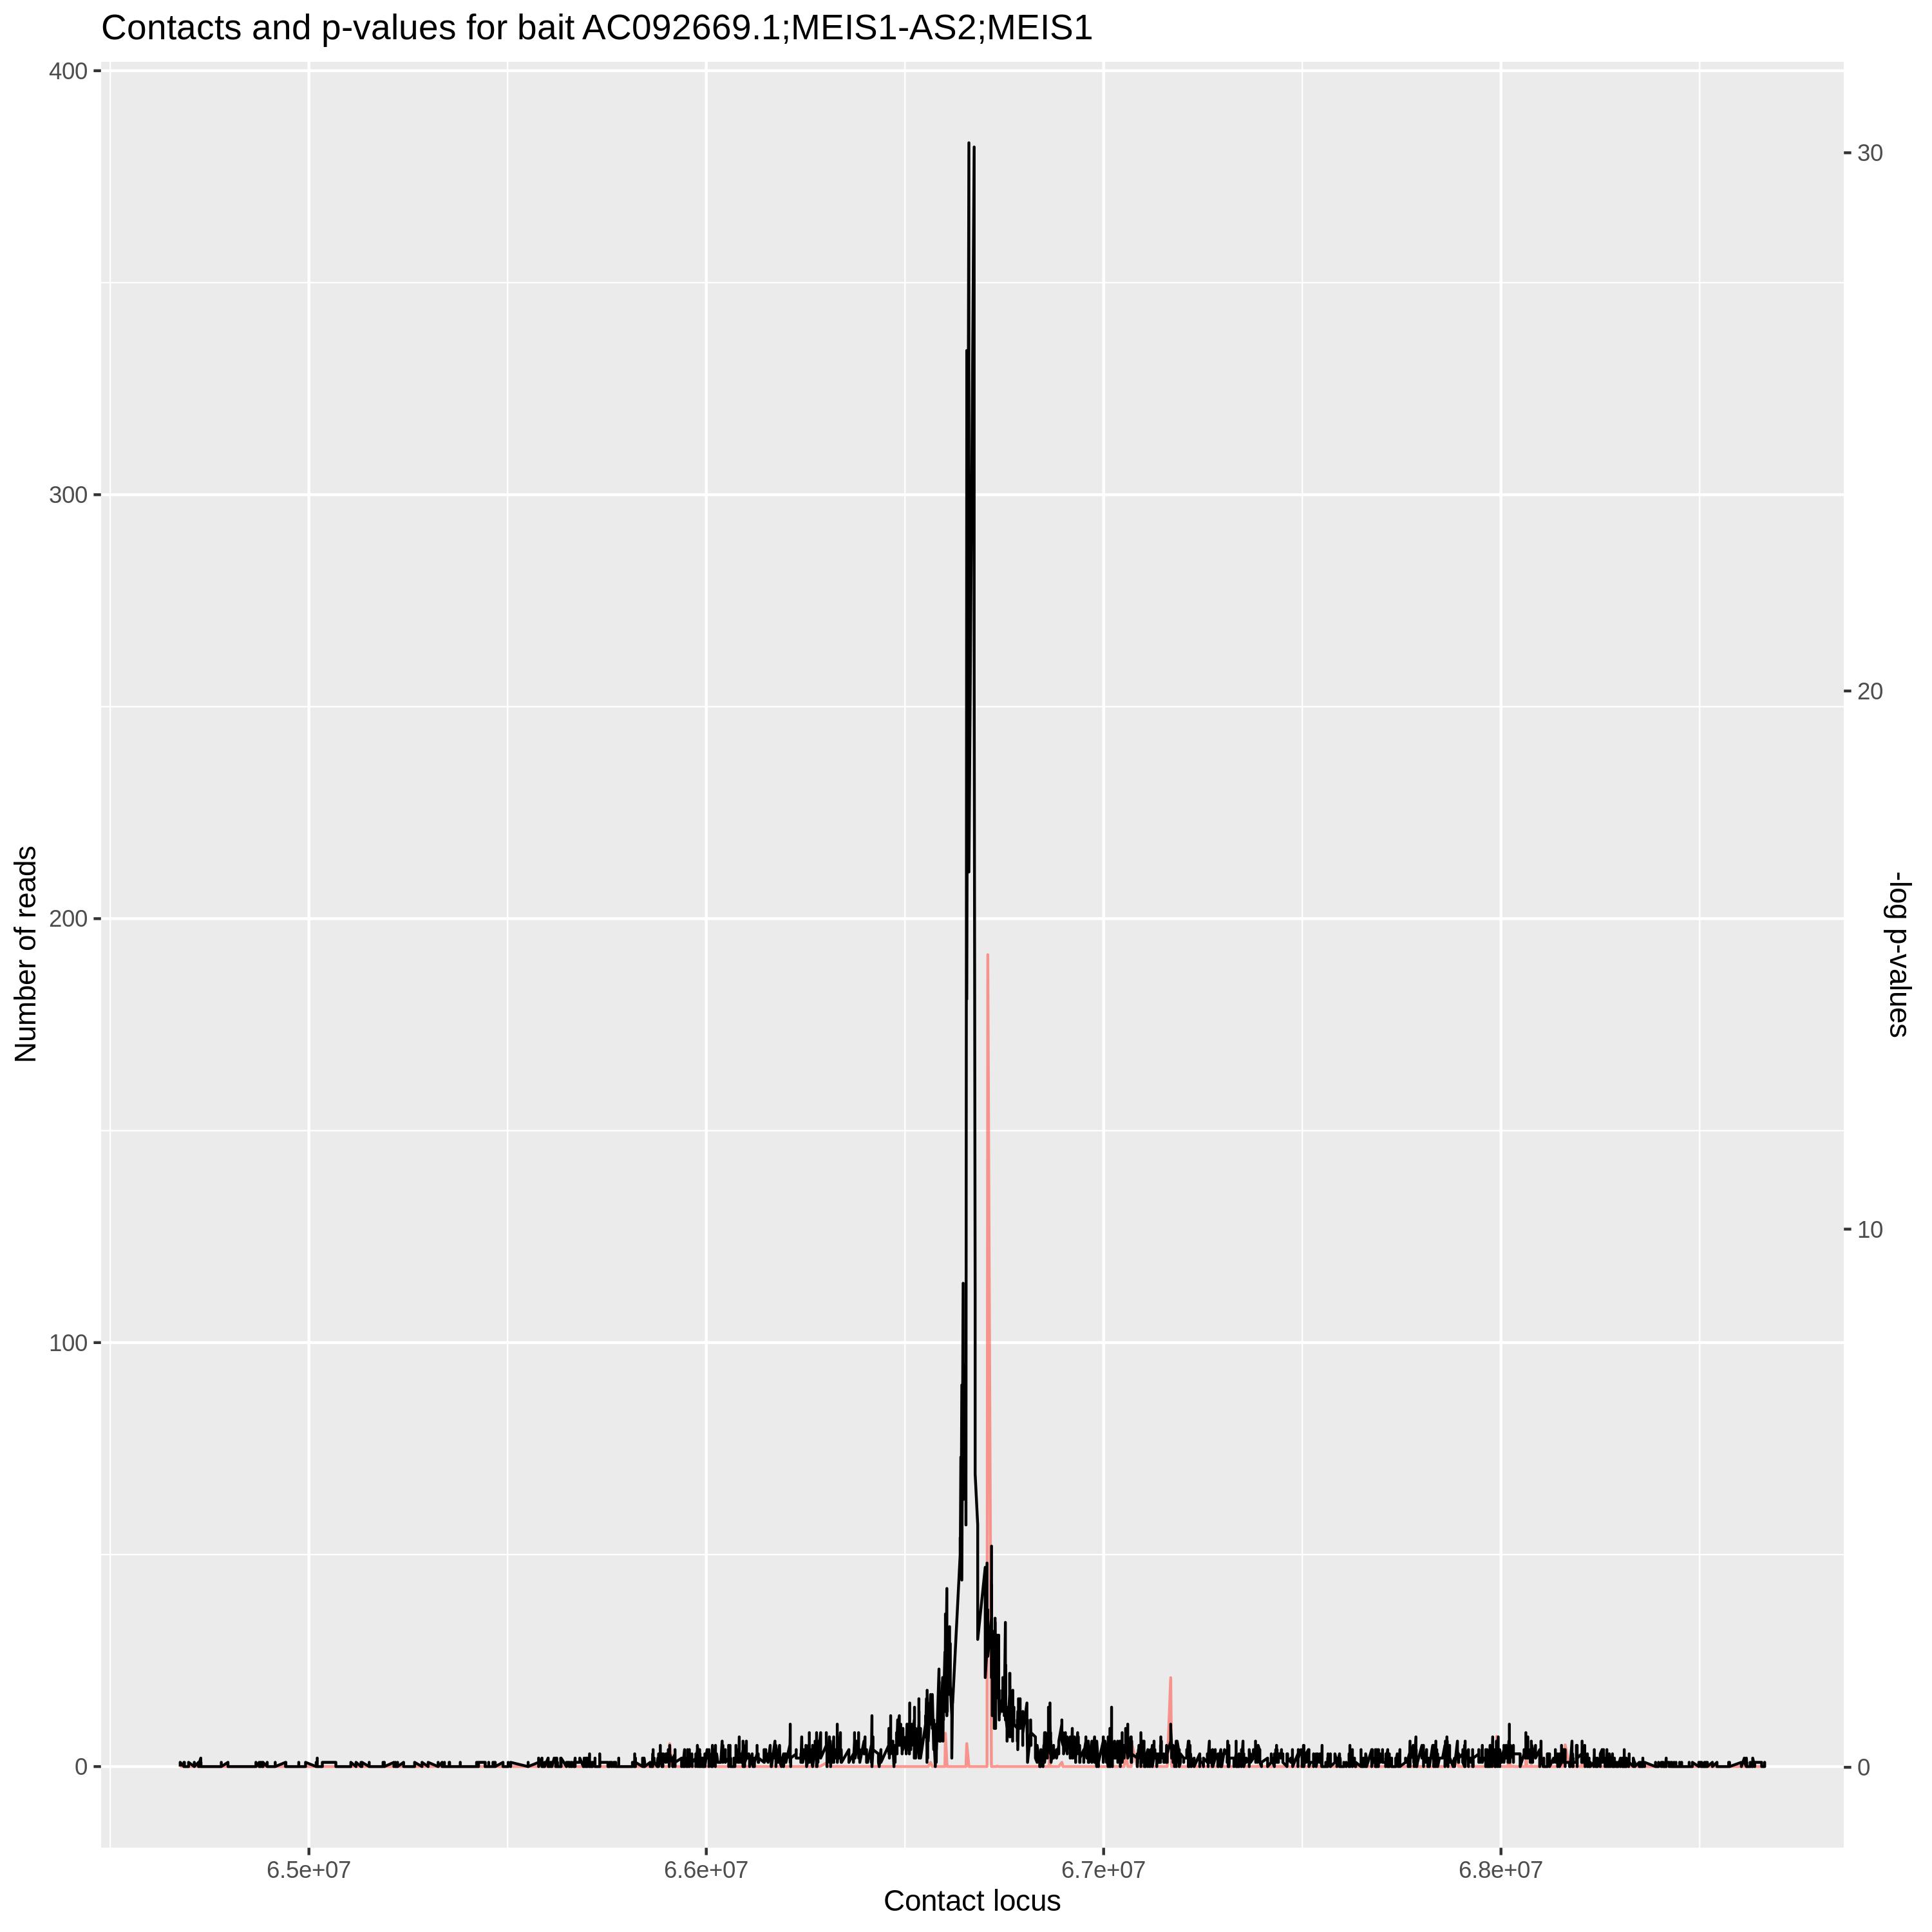 Contacts and p-values for bait AC092669.1;MEIS1-AS2;MEIS1
400
300
200
100
0
Number of reads
30
20
10
0
-log p-values
6.5e+07 6.6e+07 6.7e+07 6.8e+07
Contact locus